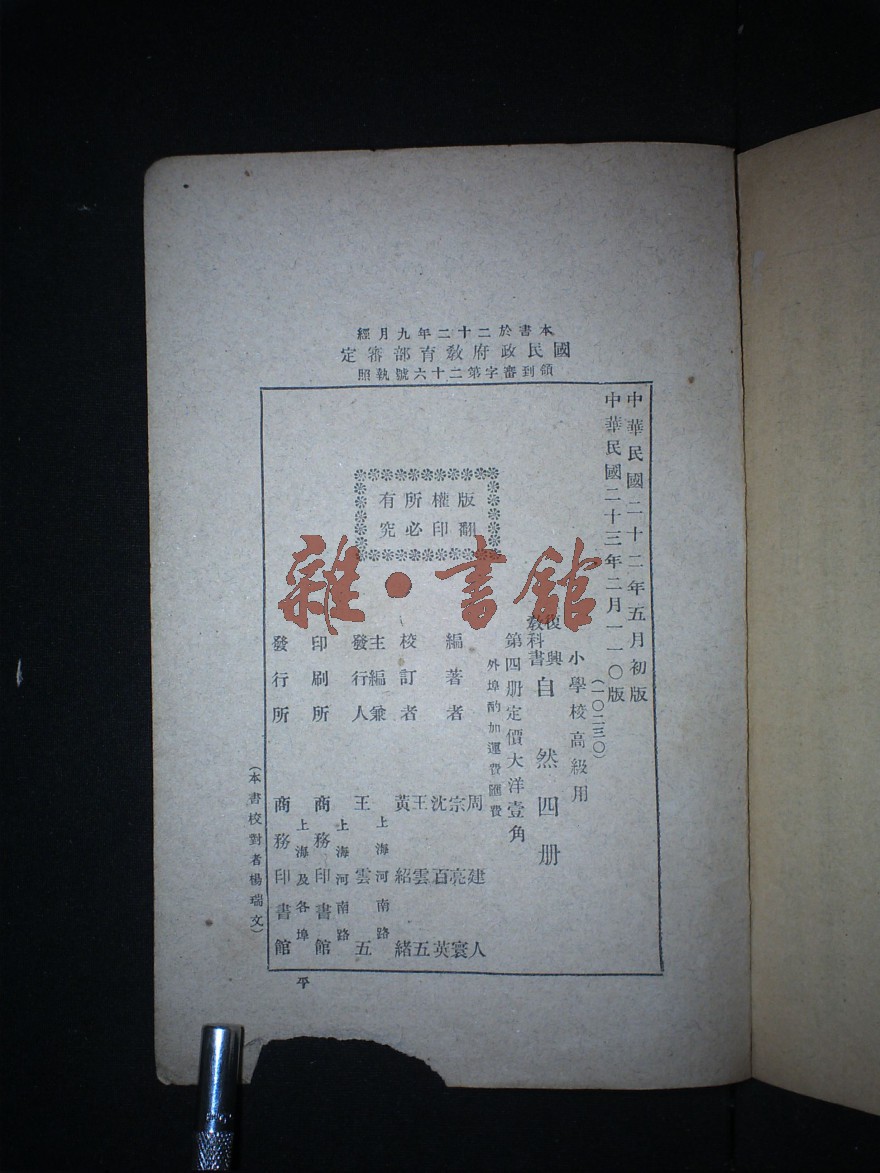 本書於二十二年九月經
國民政府教育部審定
領到審字第二十六號執照
中華民國二十二年五月初版
中華民國二十三年二月一一〇版
(一〇二三〇)
小學校高級用
復興教科書 自然四册
第四册定價大洋壹角
外埠酌加運費匯費
版權所有
翻印必究
編著者 周建人
宗亮寰
沈百英
校訂者 王雲五
黃紹緒
主編兼發行人 王雲五
上海河南路
印刷所 商務印書館
上海河南路
發行所 商務印書館
上海及各埠
(本書校對者楊瑞文)
平
雜·書館